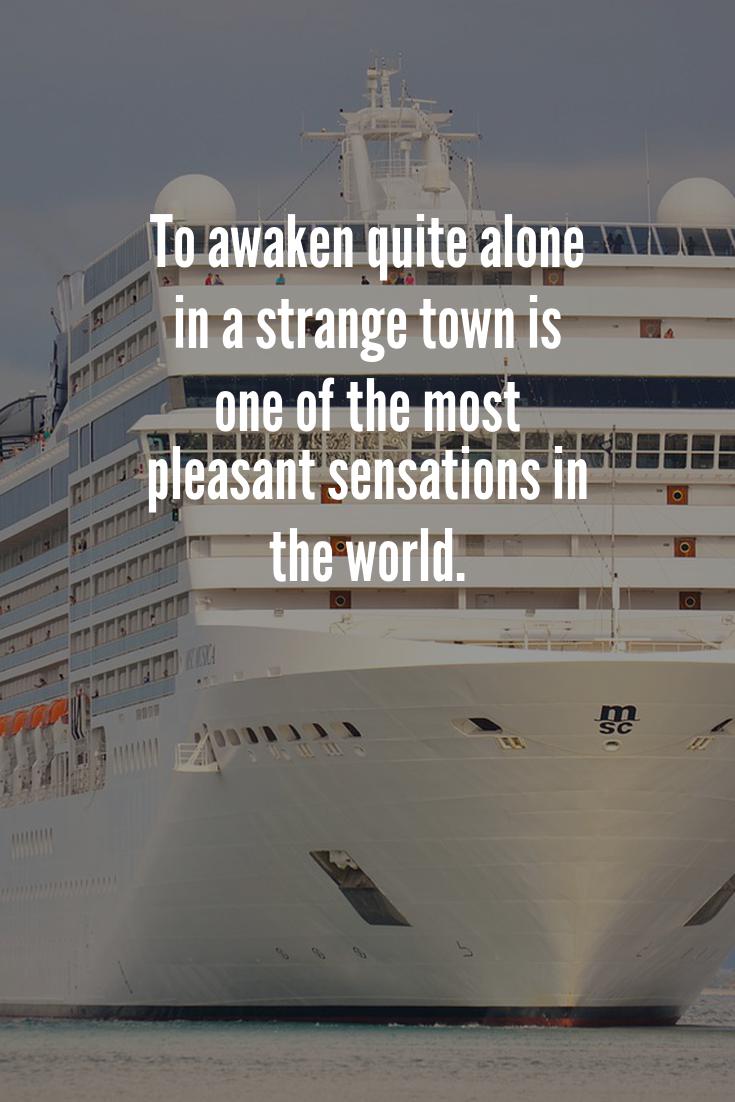 To awaken quite alone
in a strange town is
one of the most
pleasant sensations in
the world.
MSC MUSICA
m
sc